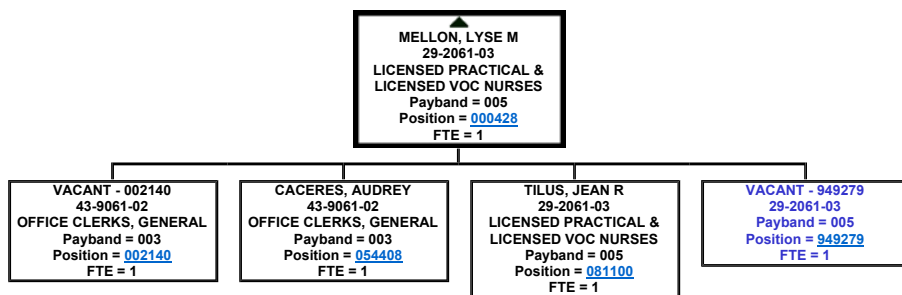 MELLON, LYSE M
29-2061-03
LICENSED PRACTICAL &
LICENSED VOC NURSES
Payband = 005
Position = 000428
FTE = 1
VACANT - 002140
43-9061-02
OFFICE CLERKS, GENERAL
Payband = 003
Position = 002140
FTE = 1
CACERES, AUDREY
43-9061-02
OFFICE CLERKS, GENERAL
Payband = 003
Position = 054408
FTE = 1
TILUS, JEAN R
29-2061-03
LICENSED PRACTICAL &
LICENSED VOC NURSES
Payband = 005
Position = 081100
FTE = 1
VACANT - 949279
29-2061-03
Payband = 005
Position = 949279
FTE = 1